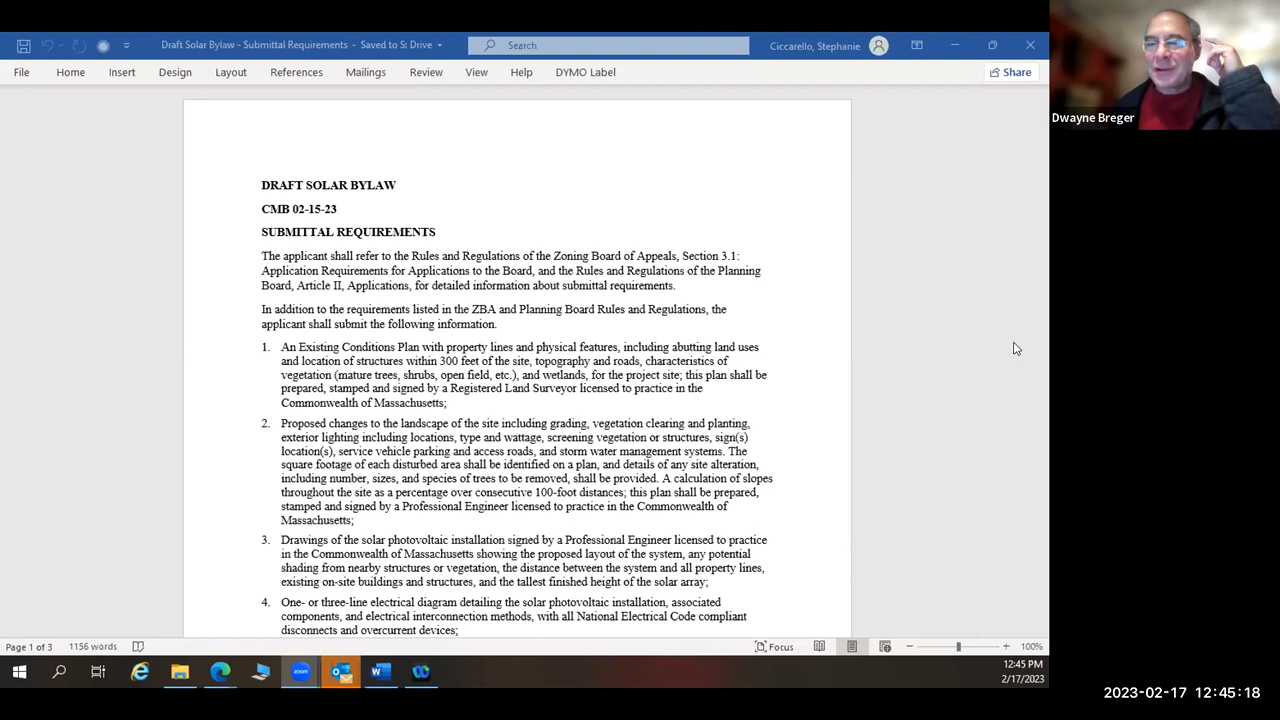 Draft Solar Bylaw - Submittal Requirements - Saved to S: Drive
Search
Ciccarello, Stephanie
File Home Insert Design Layout References Mailings Review View Help DYMO Label
Share
Dwayne Breger
DRAFT SOLAR BYLAW
CMB 02-15-23
SUBMITTAL REQUIREMENTS
The applicant shall refer to the Rules and Regulations of the Zoning Board of Appeals, Section 3.1:
Application Requirements for Applications to the Board, and the Rules and Regulations of the Planning
Board, Article II, Applications, for detailed information about submittal requirements.
In addition to the requirements listed in the ZBA and Planning Board Rules and Regulations, the
applicant shall submit the following information.
1. An Existing Conditions Plan with property lines and physical features, including abutting land uses
and location of structures within 300 feet of the site, topography and roads, characteristics of
vegetation (mature trees, shrubs, open field, etc.), and wetlands, for the project site; this plan shall be
prepared, stamped and signed by a Registered Land Surveyor licensed to practice in the
Commonwealth of Massachusetts;
2. Proposed changes to the landscape of the site including grading, vegetation clearing and planting,
exterior lighting including locations, type and wattage, screening vegetation or structures, sign(s)
location(s), service vehicle parking and access roads, and storm water management systems. The
square footage of each disturbed area shall be identified on a plan, and details of any site alteration,
including number, sizes, and species of trees to be removed, shall be provided. A calculation of slopes
throughout the site as a percentage over consecutive 100-foot distances; this plan shall be prepared,
stamped and signed by a Professional Engineer licensed to practice in the Commonwealth of
Massachusetts;
3. Drawings of the solar photovoltaic installation signed by a Professional Engineer licensed to practice
in the Commonwealth of Massachusetts showing the proposed layout of the system, any potential
shading from nearby structures or vegetation, the distance between the system and all property lines,
existing on-site buildings and structures, and the tallest finished height of the solar array;
4. One- or three-line electrical diagram detailing the solar photovoltaic installation, associated
components, and electrical interconnection methods, with all National Electrical Code compliant
disconnects and overcurrent devices;
Page 1 of 3 1156 words
Focus
100%
zoom
12:45 PM
2/17/2023
2023-02-17 12:45:18